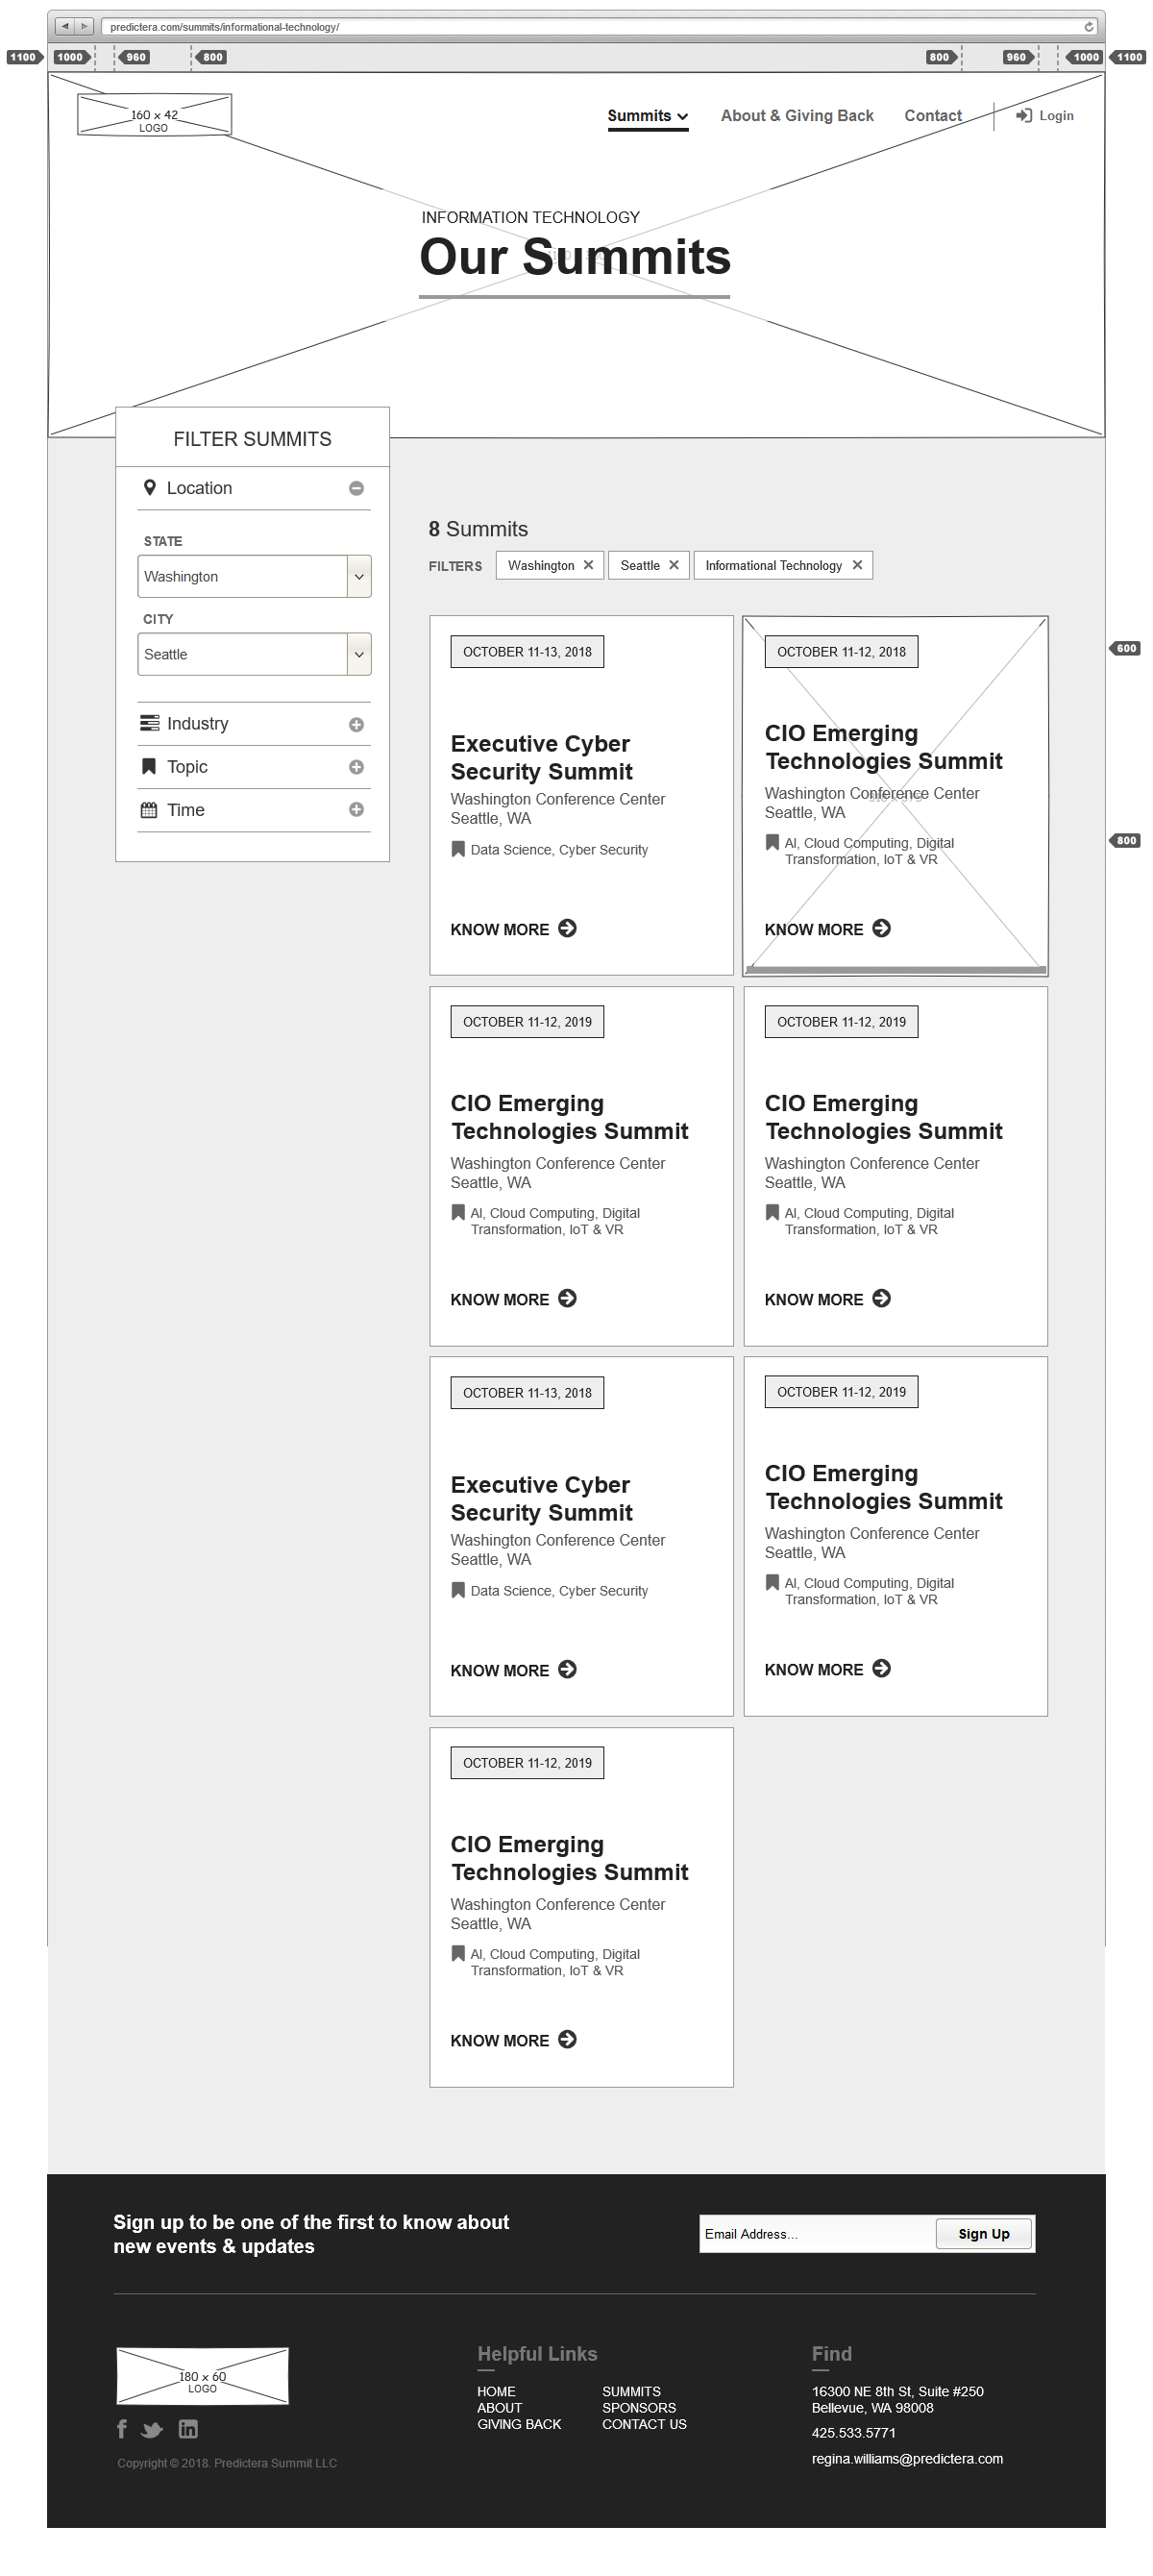 predictera.com/summits/informational-technology/
1100 1000 960 800 800 960 1000 1100
160 x 42
LOGO
Summits About & Giving Back Contact Login
INFORMATION TECHNOLOGY
Our Summits
FILTER SUMMITS
Location
STATE
Washington
CITY
Seattle
Industry
Topic
Time
8 Summits
FILTERS Washington Seattle Informational Technology
600
800
OCTOBER 11-13, 2018
Executive Cyber
Security Summit
Washington Conference Center
Seattle, WA
Data Science, Cyber Security
KNOW MORE
OCTOBER 11-12, 2018
CIO Emerging
Technologies Summit
Washington Conference Center
Seattle, WA
AI, Cloud Computing, Digital
Transformation, IoT & VR
KNOW MORE
OCTOBER 11-12, 2019
CIO Emerging
Technologies Summit
Washington Conference Center
Seattle, WA
AI, Cloud Computing, Digital
Transformation, IoT & VR
KNOW MORE
OCTOBER 11-12, 2019
CIO Emerging
Technologies Summit
Washington Conference Center
Seattle, WA
AI, Cloud Computing, Digital
Transformation, IoT & VR
KNOW MORE
OCTOBER 11-13, 2018
Executive Cyber
Security Summit
Washington Conference Center
Seattle, WA
Data Science, Cyber Security
KNOW MORE
OCTOBER 11-12, 2019
CIO Emerging
Technologies Summit
Washington Conference Center
Seattle, WA
AI, Cloud Computing, Digital
Transformation, IoT & VR
KNOW MORE
OCTOBER 11-12, 2019
CIO Emerging
Technologies Summit
Washington Conference Center
Seattle, WA
AI, Cloud Computing, Digital
Transformation, IoT & VR
KNOW MORE
Sign up to be one of the first to know about
new events & updates
Email Address...
Sign Up
180 x 60
LOGO
Copyright © 2018. Predictera Summit LLC
Helpful Links
HOME
ABOUT
GIVING BACK
SUMMITS
SPONSORS
CONTACT US
Find
16300 NE 8th St, Suite #250
Bellevue, WA 98008
425.533.5771
regina.williams@predictera.com